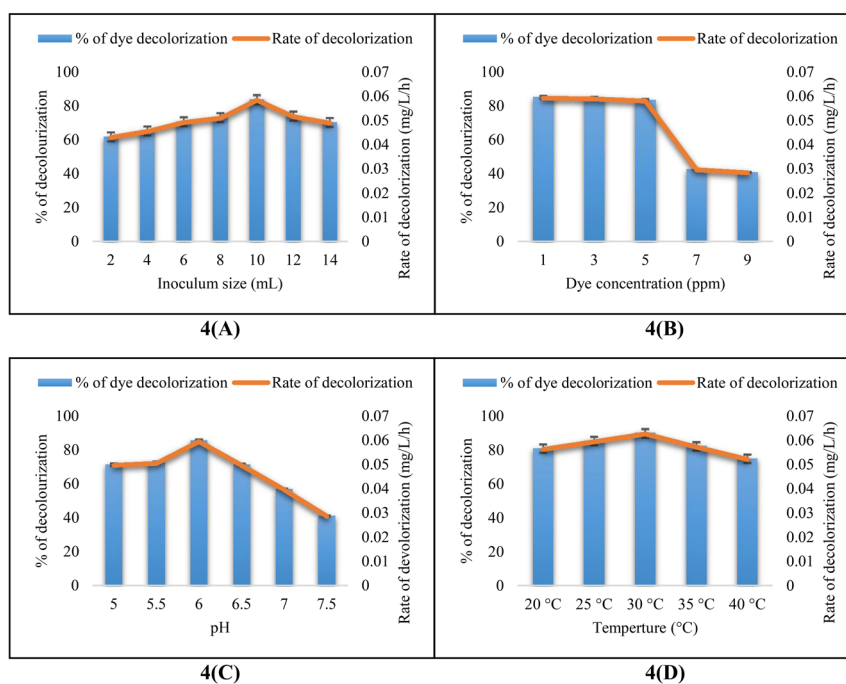 % of dye decolorization Rate of decolorization
100
80
60
40
20
0
0.07
0.06
0.05
0.04
0.03
0.02
0.01
0
2 4 6 8 10 12 14
Inoculum size (mL)
% of decolourization
Rate of decolorization (mg/L/h)
4(A)
% of dye decolorization Rate of decolorization
100
80
60
40
20
0
0.07
0.06
0.05
0.04
0.03
0.02
0.01
0
1 3 5 7 9
Dye concentration (ppm)
% of decolourization
Rate of decolorization (mg/L/h)
4(B)
% of dye decolorization Rate of decolorization
100
80
60
40
20
0
0.07
0.06
0.05
0.04
0.03
0.02
0.01
0
5 5.5 6 6.5 7 7.5
pH
% of decolourization
Rate of devolorization (mg/L/h)
4(C)
% of dye decolorization Rate of decolorization
100
80
60
40
20
0
0.07
0.06
0.05
0.04
0.03
0.02
0.01
0
20 °C 25 °C 30 °C 35 °C 40 °C
Temperture (°C)
% of decolourization
Rate of decolorization (mg/L/h)
4(D)